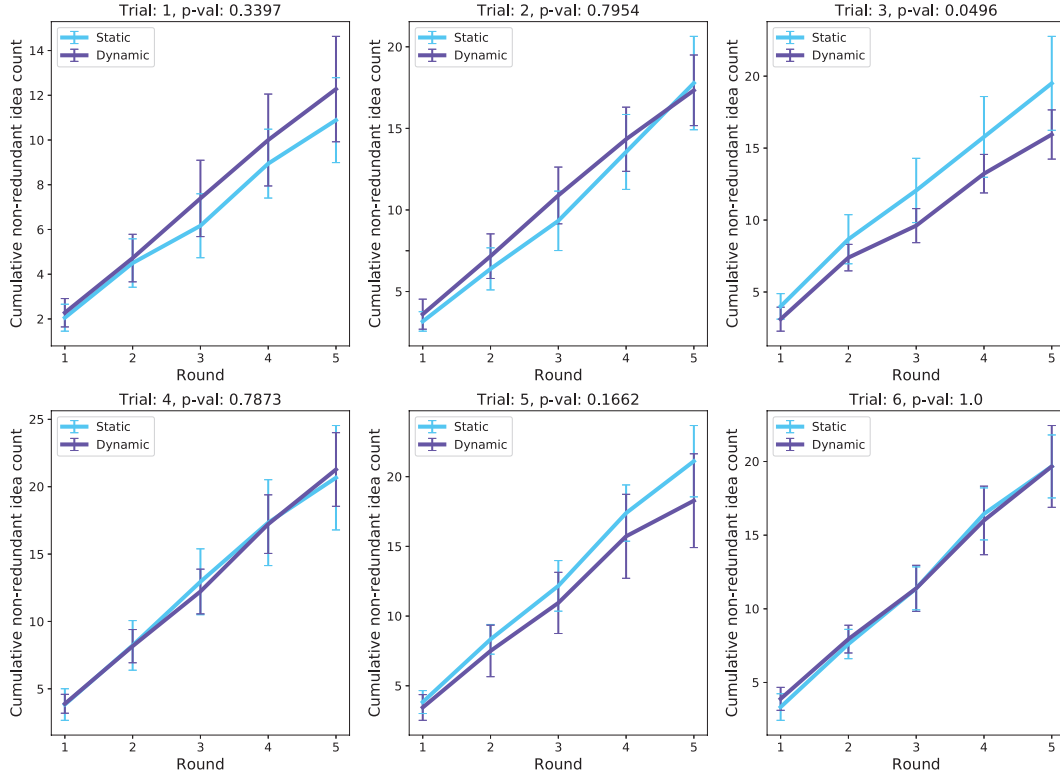 Trial: 1, p-val: 0.3397
Static
Dynamic
Cumulative non-redundant idea count
14
12
10
8
6
4
2
1 2 3 4 5
Round
Trial: 2, p-val: 0.7954
Static
Dynamic
Cumulative non-redundant idea count
20
15
10
5
1 2 3 4 5
Round
Trial: 3, p-val: 0.0496
Static
Dynamic
Cumulative non-redundant idea count
20
15
10
5
1 2 3 4 5
Round
Trial: 4, p-val: 0.7873
Static
Dynamic
Cumulative non-redundant idea count
25
20
15
10
5
1 2 3 4 5
Round
Trial: 5, p-val: 0.1662
Static
Dynamic
Cumulative non-redundant idea count
20
15
10
5
1 2 3 4 5
Round
Trial: 6, p-val: 1.0
Static
Dynamic
Cumulative non-redundant idea count
20
15
10
5
1 2 3 4 5
Round